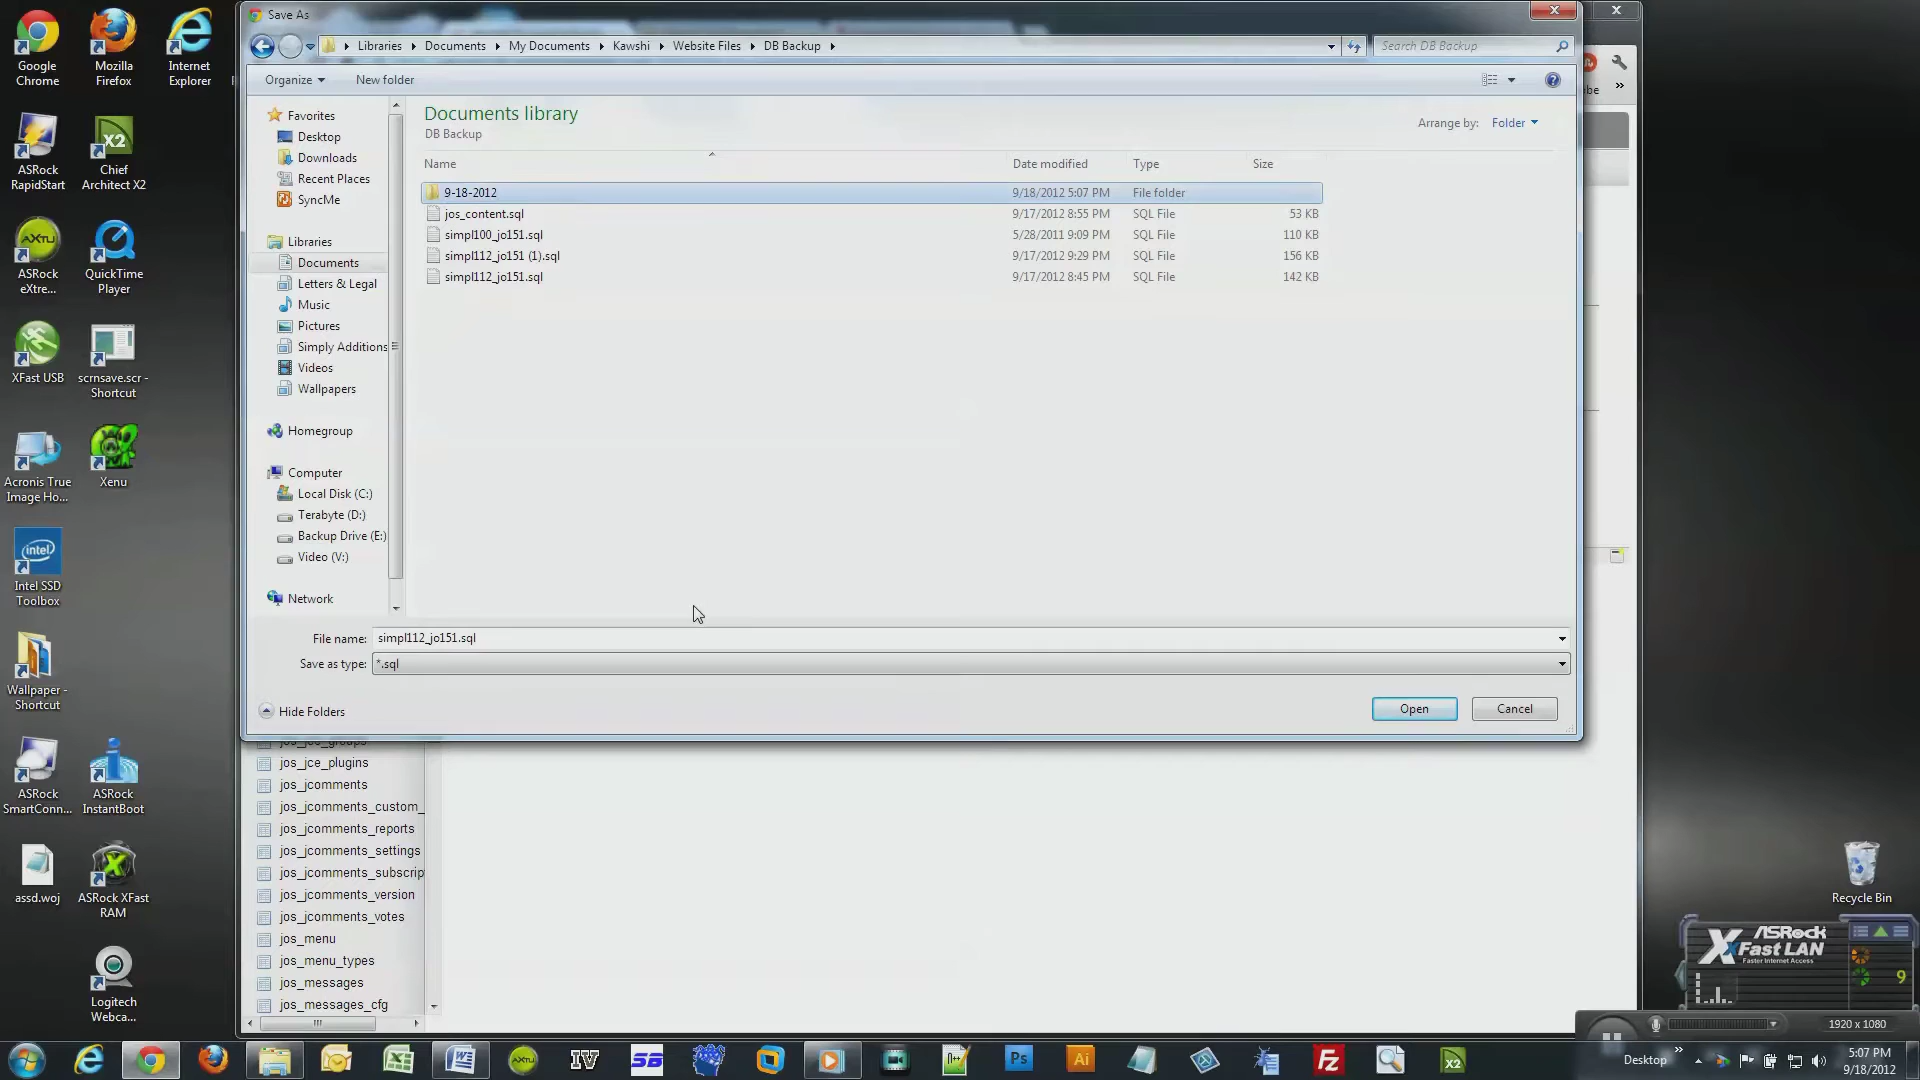 Save As
Libraries Documents My Documents Kawshi Website Files DB Backup
Search DB Backup
Organize New folder
Favorites
Desktop
Downloads
Recent Places
SyncMe
Libraries
Documents
Letters & Legal
Music
Pictures
Simply Additions
Videos
Wallpapers
Homegroup
Computer
Local Disk (C:)
Terabyte (D:)
Backup Drive (E:)
Video (V:)
Network
Documents library
DB Backup
Arrange by: Folder
Name Date modified Type Size
9-18-2012 9/18/2012 5:07 PM File folder
jos_content.sql 9/17/2012 8:55 PM SQL File 53 KB
simpl100_jo151.sql 5/28/2011 9:09 PM SQL File 110 KB
simpl112_jo151 (1).sql 9/17/2012 9:29 PM SQL File 156 KB
simpl112_jo151.sql 9/17/2012 8:45 PM SQL File 142 KB
File name: simpl112_jo151.sql
Save as type: *.sql
Hide Folders
Open Cancel
jos_jce_plugins
jos_jcomments
jos_jcomments_custom_
jos_jcomments_reports
jos_jcomments_settings
jos_jcomments_subscrip
jos_jcomments_version
jos_jcomments_votes
jos_menu
jos_menu_types
jos_messages
jos_messages_cfg
Google Chrome
Mozilla Firefox
Internet Explorer
ASRock RapidStart
Chief Architect X2
ASRock eXtre...
QuickTime Player
XFast USB
scrnsave.scr - Shortcut
Acronis True Image Ho...
Xenu
Intel SSD Toolbox
Wallpaper - Shortcut
ASRock SmartConn...
ASRock InstantBoot
assd.woj
ASRock XFast RAM
Logitech Webca...
Recycle Bin
ASRock
XFast LAN
Faster Internet Access
9
1920 x 1080
Desktop
5:07 PM
9/18/2012